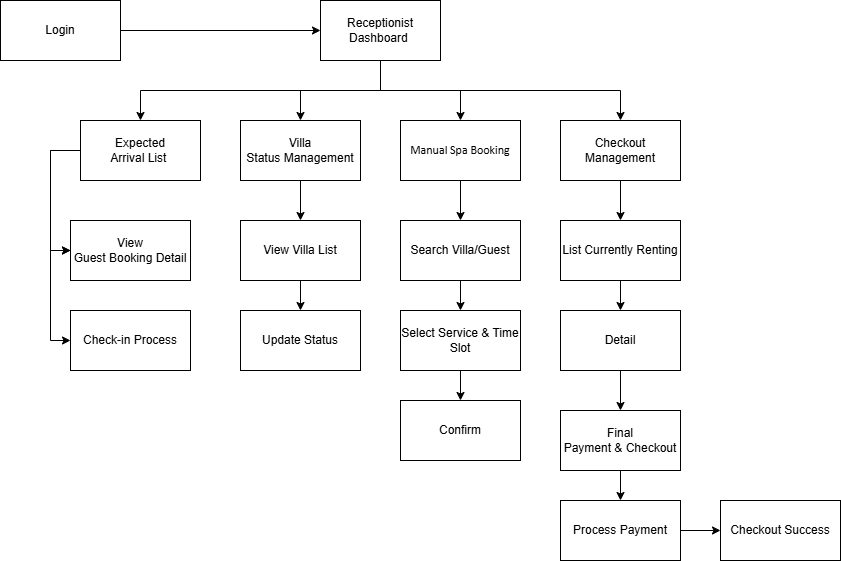 Login
Receptionist
Dashboard
Expected
Arrival List
Villa
Status Management
Manual Spa Booking
Checkout
Management
View
Guest Booking Detail
View Villa List
Search Villa/Guest
List Currently Renting
Check-in Process
Update Status
Select Service & Time
Slot
Detail
Confirm
Final
Payment & Checkout
Process Payment
Checkout Success